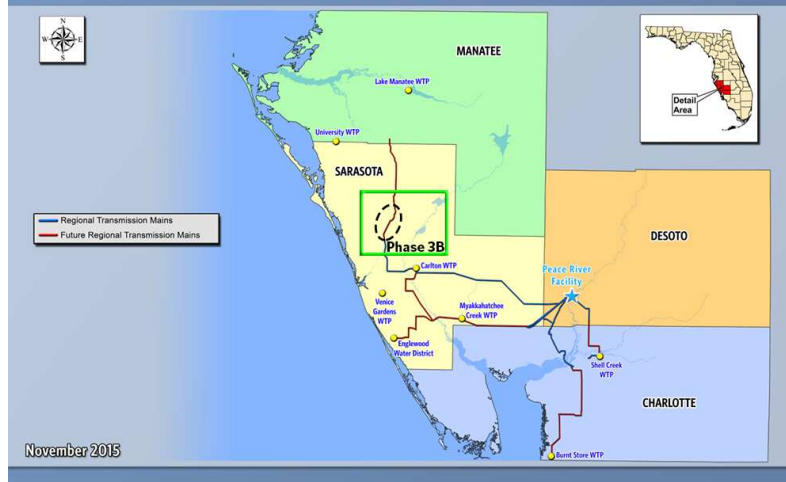 N
W
E
S
MANATEE
Lake Manatee WTP
Detail
Area
University WTP
SARASOTA
Regional Transmission Mains
Future Regional Transmission Mains
Phase 3B
DESOTO
Carlton WTP
Peace River
Facility
Venice
Gardens
WTP
Myakkahatchee
Creek WTP
Englewood
Water District
Shell Creek
WTP
CHARLOTTE
November 2015
Burnt Store WTP